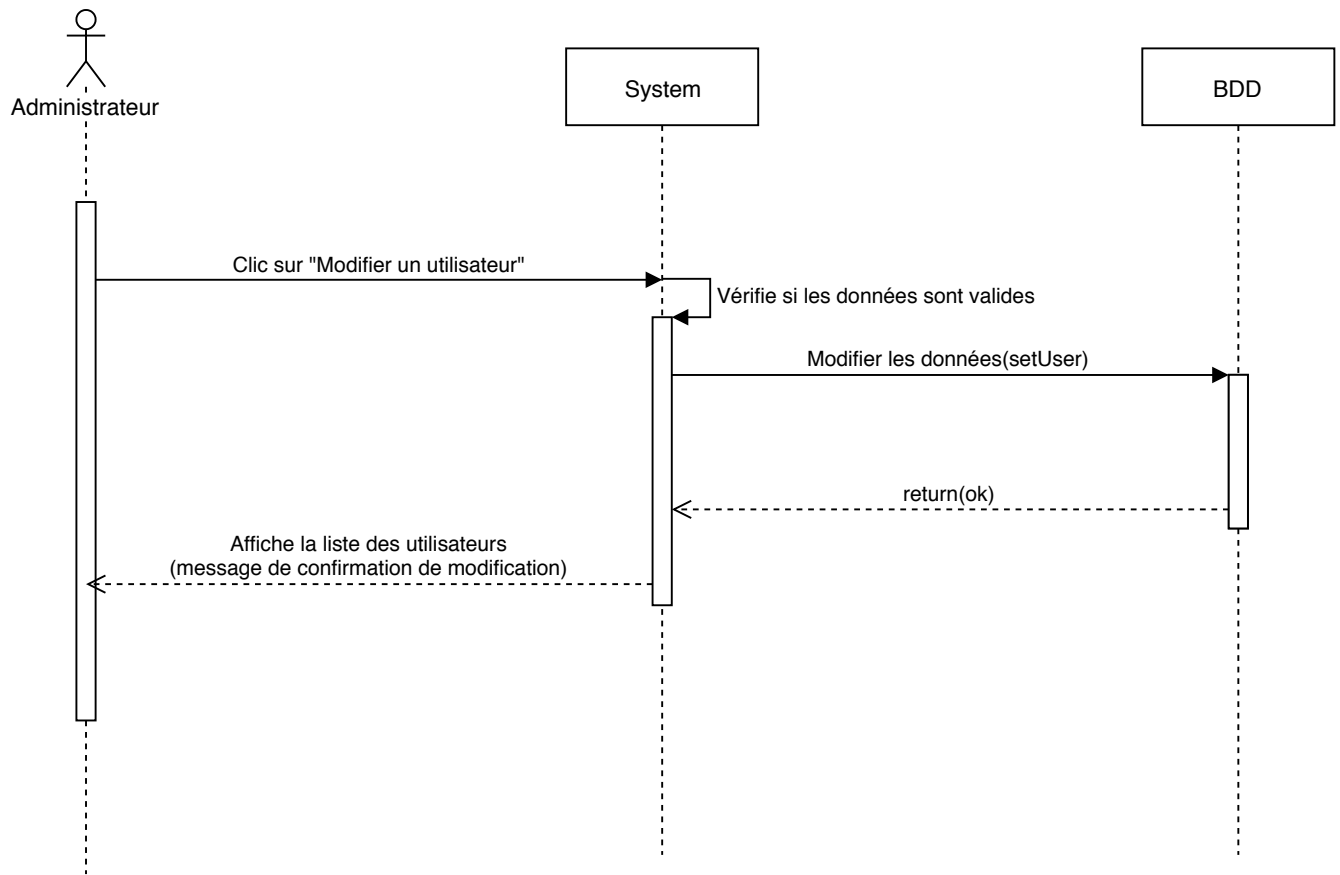 Administrateur
System
BDD
Clic sur "Modifier un utilisateur"
Vérifie si les données sont valides
Modifier les données(setUser)
return(ok)
Affiche la liste des utilisateurs
(message de confirmation de modification)